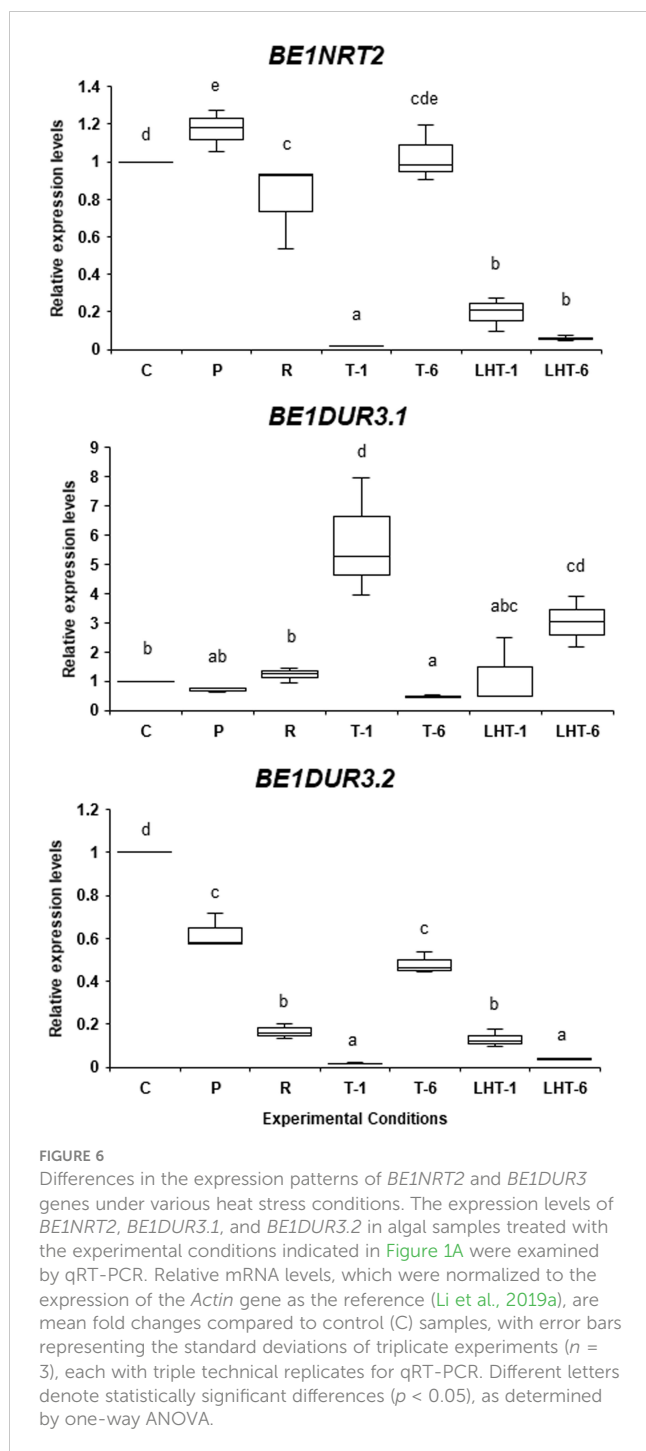 BE1NRT2
Relative expression levels
1.4
1.2
1
0.8
0.6
0.4
0.2
0
d
e
c
a
cde
b
b
C P R T-1 T-6 LHT-1 LHT-6
BE1DUR3.1
Relative expression levels
9
8
7
6
5
4
3
2
1
0
b
ab
b
d
a
abc
cd
C P R T-1 T-6 LHT-1 LHT-6
BE1DUR3.2
Relative expression levels
1.2
1
0.8
0.6
0.4
0.2
0
d
c
b
a
c
b
a
C P R T-1 T-6 LHT-1 LHT-6
Experimental Conditions
FIGURE 6
Differences in the expression patterns of BE1NRT2 and BE1DUR3
genes under various heat stress conditions. The expression levels of
BE1NRT2, BE1DUR3.1, and BE1DUR3.2 in algal samples treated with
the experimental conditions indicated in Figure 1A were examined
by qRT-PCR. Relative mRNA levels, which were normalized to the
expression of the Actin gene as the reference (Li et al., 2019a), are
mean fold changes compared to control (C) samples, with error bars
representing the standard deviations of triplicate experiments (n =
3), each with triple technical replicates for qRT-PCR. Different letters
denote statistically significant differences (p < 0.05), as determined
by one-way ANOVA.